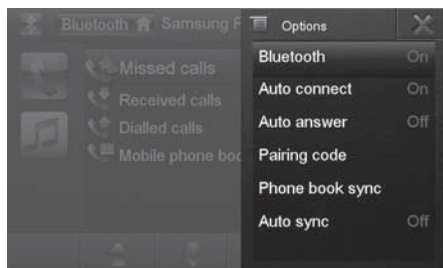 Bluetooth Samsung
Options
Missed calls
Received calls
Dialled calls
Mobile phone
Bluetooth On
Auto connect On
Auto answer Off
Pairing code
Phone book sync
Auto sync Off